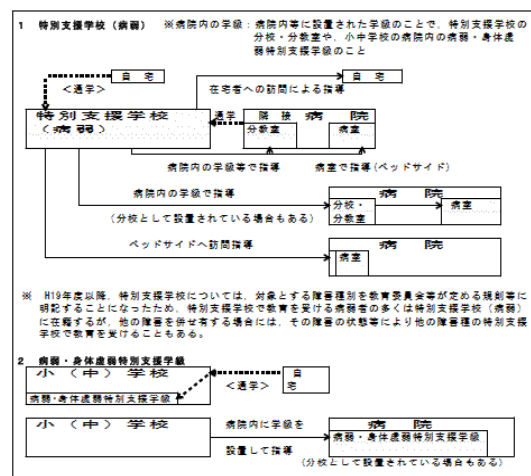 1 特別支援学校（病弱） ※病院内の学級：病院内等に設置された学級のことで，特別支援学校の
分校・分教室や，小中学校の病院内の病弱・身体虚
弱特別支援学級のこと
自 宅
＜通学＞
自 宅
在宅者への訪問による指導
特別支援学校
（病弱）
通学
隣 接 病 院
分教室
病室
病院内の学級等で指導
病室で指導(ベッドサイド)
病院内の学級で指導
（分校として設置されている場合もある）
病 院
分校・
分教室
病室
ベッドサイドへ訪問指導
病 院
病室
※ H19年度以降，特別支援学校については，対象とする障害種別を教育委員会等が定める規則等に
明記することになったため，特別支援学校で教育を受ける病弱者の多くは特別支援学校（病弱）
に在籍するが，他の障害を併せ有する場合には，その障害の状態等により他の障害種の特別支援学
校で教育を受けることもある。
2 病弱・身体虚弱特別支援学級
小（中）学校
病弱・身体虚弱特別支援学級
＜通学＞
自
宅
小（中）学校
病院内に学級を
設置して指導
病 院
病弱・身体虚弱特別支援学級
（分校として設置されている場合もある）